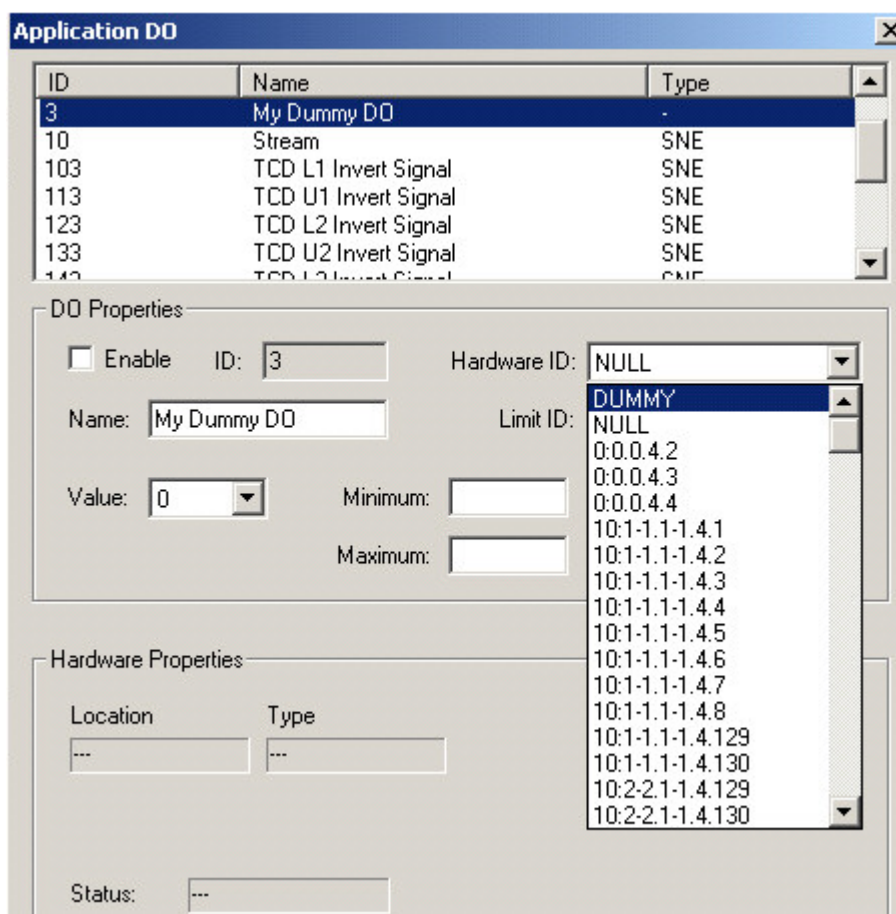 Application DO
ID Name Type
3 My Dummy DO -
10 Stream SNE
103 TCD L1 Invert Signal SNE
113 TCD U1 Invert Signal SNE
123 TCD L2 Invert Signal SNE
133 TCD U2 Invert Signal SNE
143 TCD L3 Invert Signal SNE
DO Properties
Enable ID: 3 Hardware ID: NULL
Name: My Dummy DO Limit ID:
Value: 0 Minimum:
Maximum:
DUMMY
NULL
0:0.0.4.2
0:0.0.4.3
0:0.0.4.4
10:1-1.1-1.4.1
10:1-1.1-1.4.2
10:1-1.1-1.4.3
10:1-1.1-1.4.4
10:1-1.1-1.4.5
10:1-1.1-1.4.6
10:1-1.1-1.4.7
10:1-1.1-1.4.8
10:1-1.1-1.4.129
10:1-1.1-1.4.130
10:2-2.1-1.4.129
10:2-2.1-1.4.130
Hardware Properties
Location Type
--- ---
Status: ---